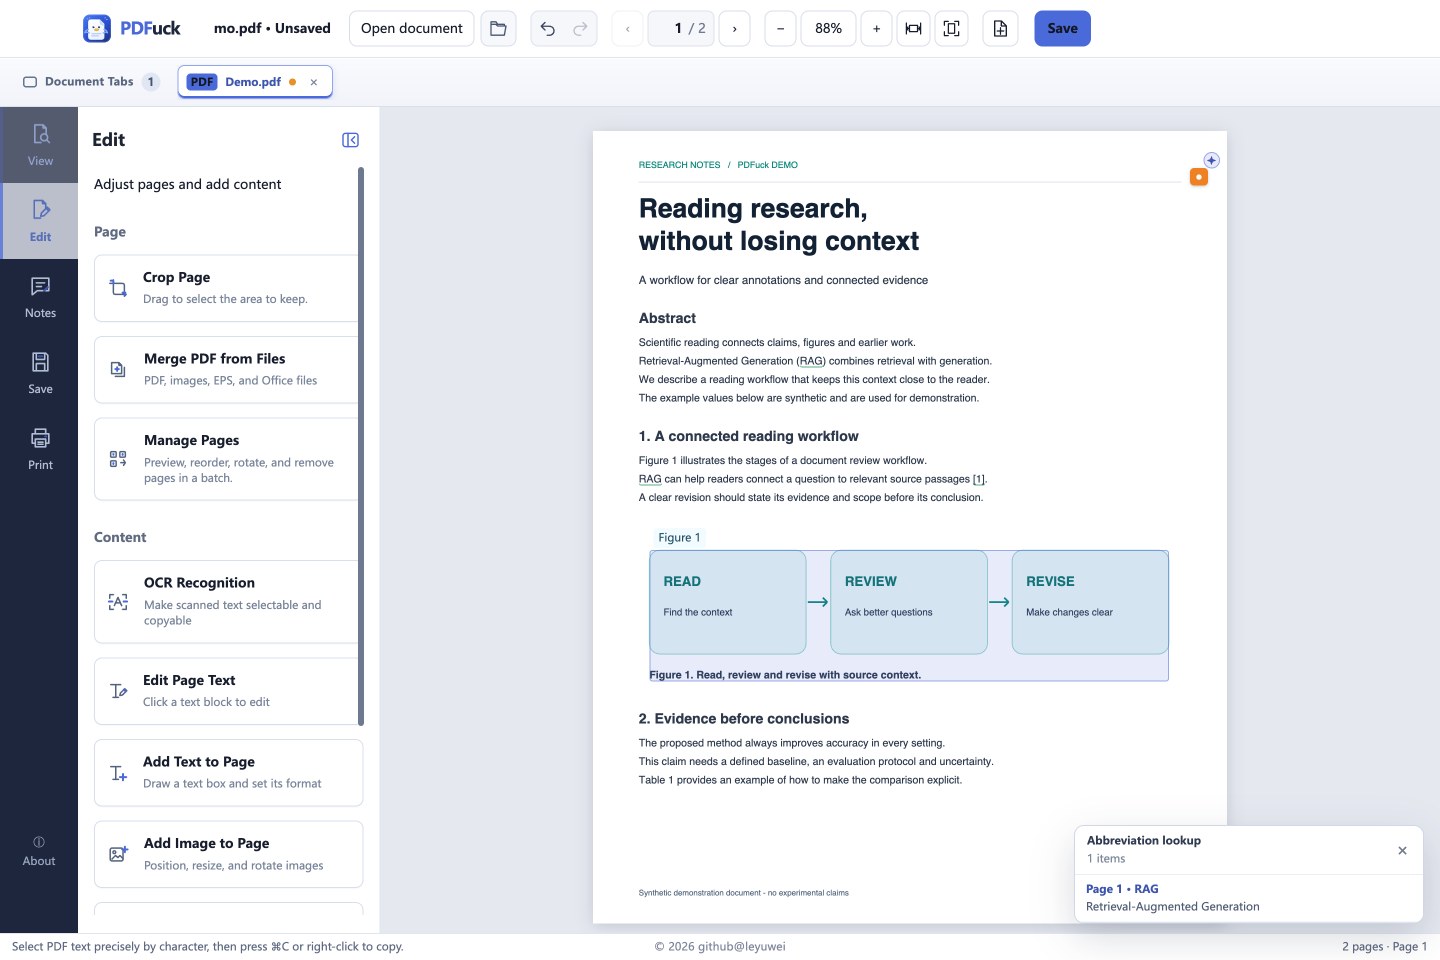 PDFuck
mo.pdf • Unsaved
Open document
1 / 2
88%
Save
Document Tabs 1
PDF Demo.pdf
View
Edit
Notes
Save
Print
About
Edit
Adjust pages and add content
Page
Crop Page
Drag to select the area to keep.
Merge PDF from Files
PDF, images, EPS, and Office files
Manage Pages
Preview, reorder, rotate, and remove
pages in a batch.
Content
OCR Recognition
Make scanned text selectable and
copyable
Edit Page Text
Click a text block to edit
Add Text to Page
Draw a text box and set its format
Add Image to Page
Position, resize, and rotate images
RESEARCH NOTES / PDFuck DEMO
Reading research,
without losing context
A workflow for clear annotations and connected evidence
Abstract
Scientific reading connects claims, figures and earlier work.
Retrieval-Augmented Generation (RAG) combines retrieval with generation.
We describe a reading workflow that keeps this context close to the reader.
The example values below are synthetic and are used for demonstration.
1. A connected reading workflow
Figure 1 illustrates the stages of a document review workflow.
RAG can help readers connect a question to relevant source passages [1].
A clear revision should state its evidence and scope before its conclusion.
Figure 1
READ
Find the context
REVIEW
Ask better questions
REVISE
Make changes clear
Figure 1. Read, review and revise with source context.
2. Evidence before conclusions
The proposed method always improves accuracy in every setting.
This claim needs a defined baseline, an evaluation protocol and uncertainty.
Table 1 provides an example of how to make the comparison explicit.
Synthetic demonstration document - no experimental claims
Abbreviation lookup
1 items
Page 1 • RAG
Retrieval-Augmented Generation
Select PDF text precisely by character, then press ⌘C or right-click to copy.
© 2026 github@leyuwei
2 pages · Page 1